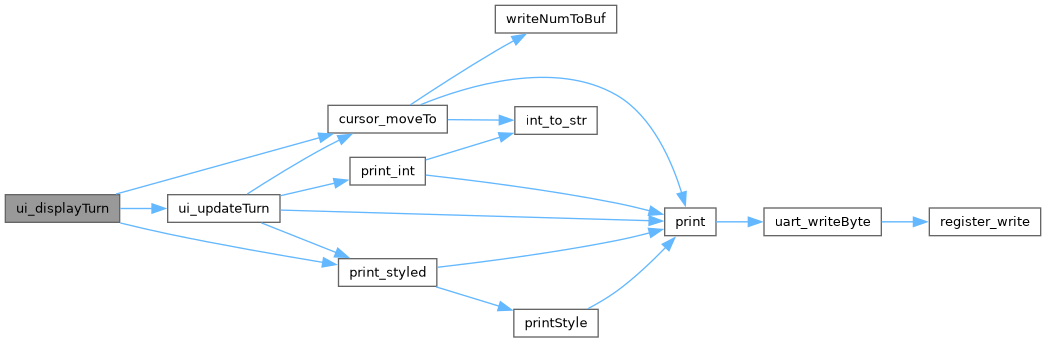 writeNumToBuf
cursor_moveTo
int_to_str
print_int
ui_displayTurn
ui_updateTurn
print
uart_writeByte
register_write
print_styled
printStyle